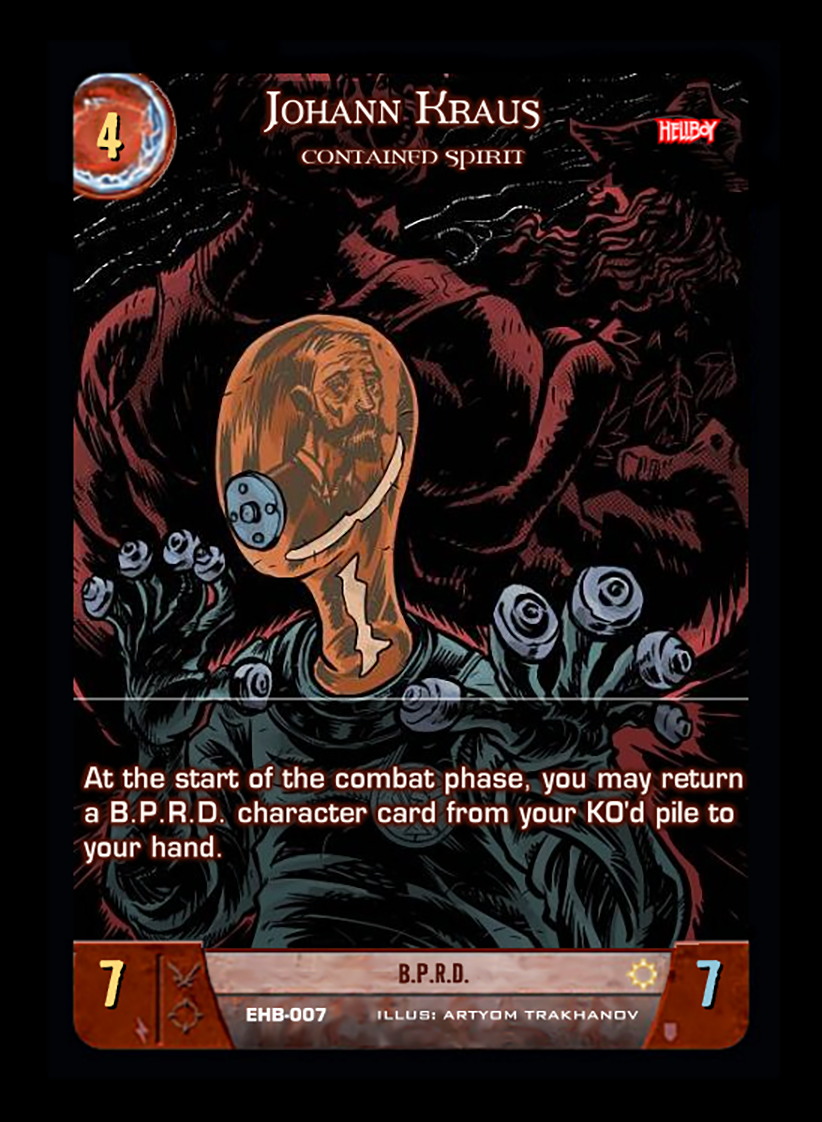 4
JOHANN KRAUS
HELLBOY
CONTAINED SPIRIT
At the start of the combat phase, you may return
a B.P.R.D. character card from your KO'd pile to
your hand.
7
B.P.R.D.
7
EHB-007 ILLUS: ARTYOM TRAKHANOV